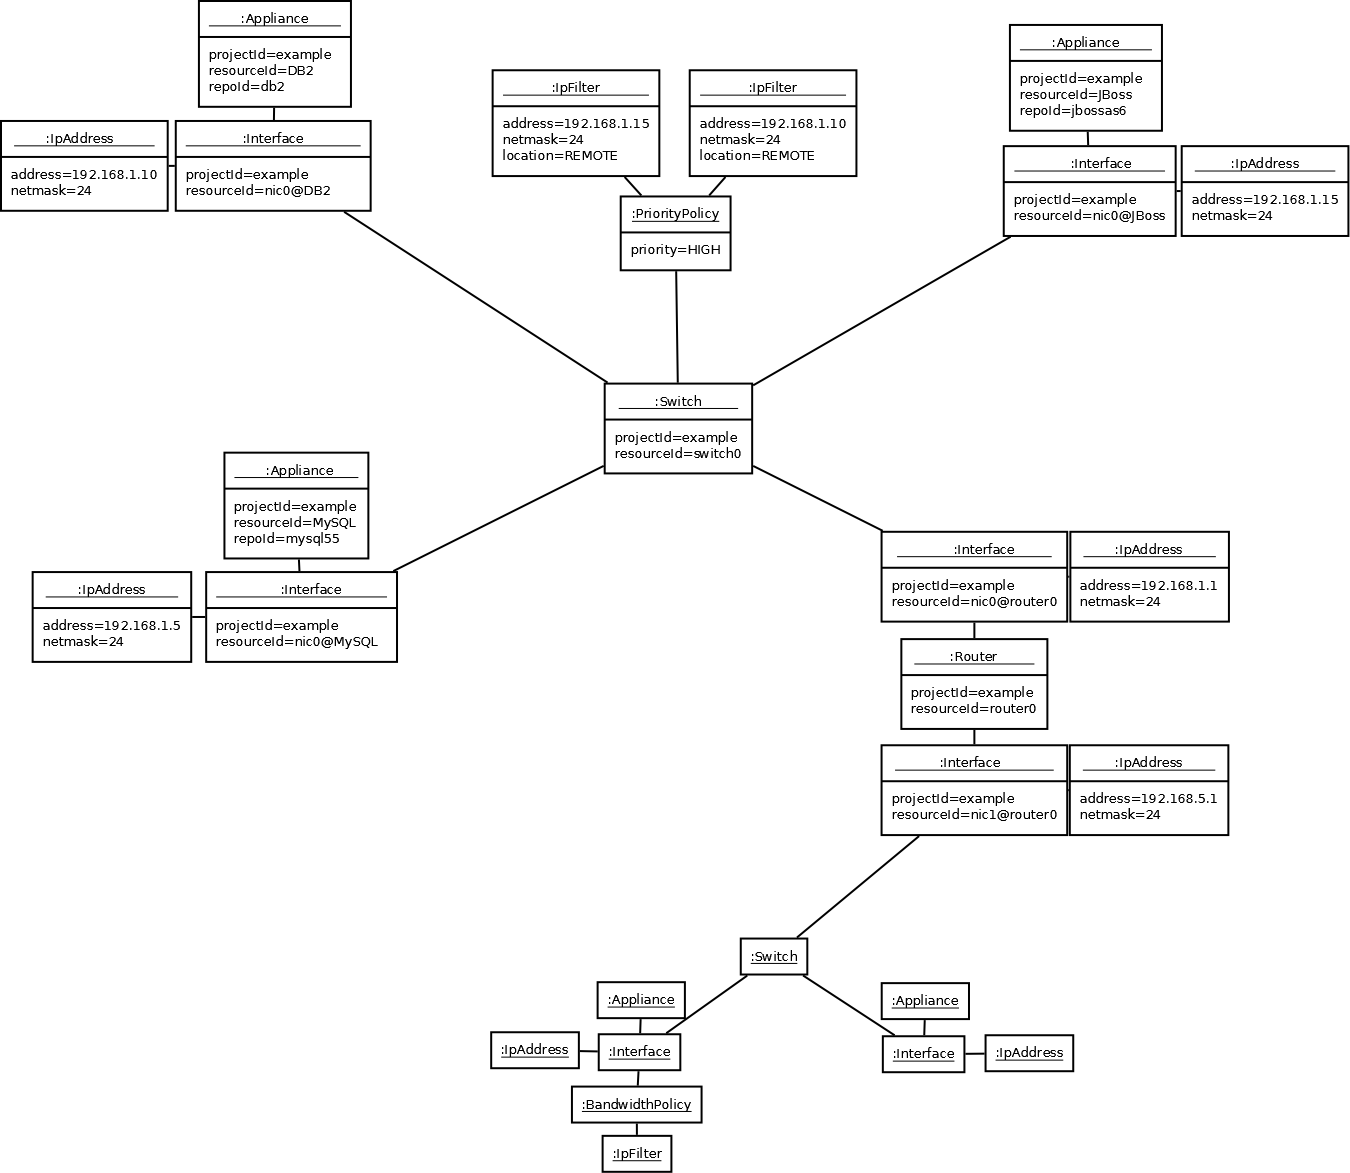 :Appliance
projectId=example
resourceId=DB2
repoId=db2
:IpAddress
address=192.168.1.10
netmask=24
:Interface
projectId=example
resourceId=nic0@DB2
:IpFilter
address=192.168.1.15
netmask=24
location=REMOTE
:IpFilter
address=192.168.1.10
netmask=24
location=REMOTE
:PriorityPolicy
priority=HIGH
:Appliance
projectId=example
resourceId=JBoss
repoId=jbossas6
:Interface
projectId=example
resourceId=nic0@JBoss
:IpAddress
address=192.168.1.15
netmask=24
:Switch
projectId=example
resourceId=switch0
:Appliance
projectId=example
resourceId=MySQL
repoId=mysql55
:IpAddress
address=192.168.1.5
netmask=24
:Interface
projectId=example
resourceId=nic0@MySQL
:Interface
projectId=example
resourceId=nic0@router0
:IpAddress
address=192.168.1.1
netmask=24
:Router
projectId=example
resourceId=router0
:Interface
projectId=example
resourceId=nic1@router0
:IpAddress
address=192.168.5.1
netmask=24
:Switch
:Appliance
:IpAddress
:Interface
:BandwidthPolicy
:IpFilter
:Appliance
:Interface
:IpAddress